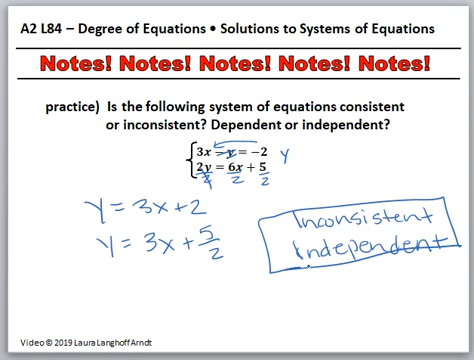 A2 L84 – Degree of Equations • Solutions to Systems of Equations
Notes! Notes! Notes! Notes! Notes!
practice) Is the following system of equations consistent
or inconsistent? Dependent or independent?
3x – y = –2 y
2y = 6x + 5
2 2 2
y = 3x + 2
y = 3x + 5/2
Inconsistent
Independent
Video © 2019 Laura Langhoff Arndt